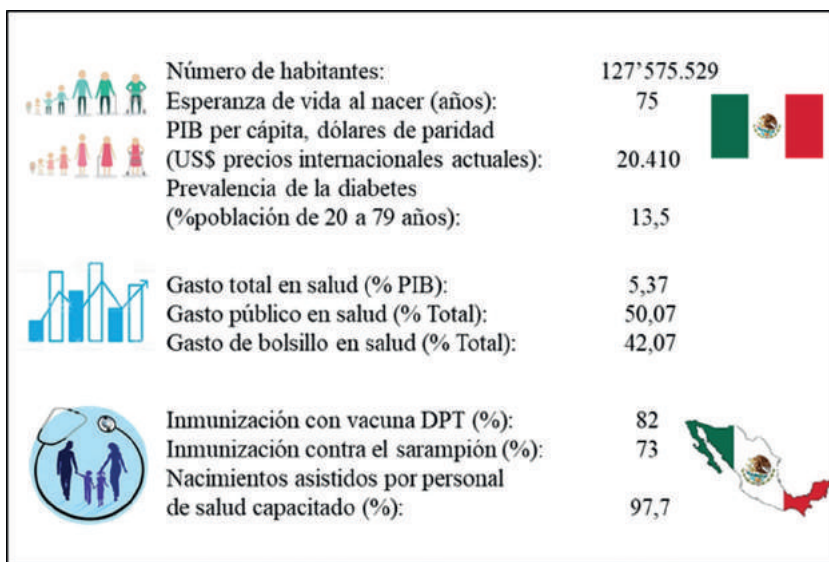 Número de habitantes: 127’575.529
Esperanza de vida al nacer (años): 75
PIB per cápita, dólares de paridad
(US$ precios internacionales actuales): 20.410
Prevalencia de la diabetes
(%población de 20 a 79 años): 13,5
Gasto total en salud (% PIB): 5,37
Gasto público en salud (% Total): 50,07
Gasto de bolsillo en salud (% Total): 42,07
Inmunización con vacuna DPT (%): 82
Inmunización contra el sarampión (%): 73
Nacimientos asistidos por personal
de salud capacitado (%): 97,7